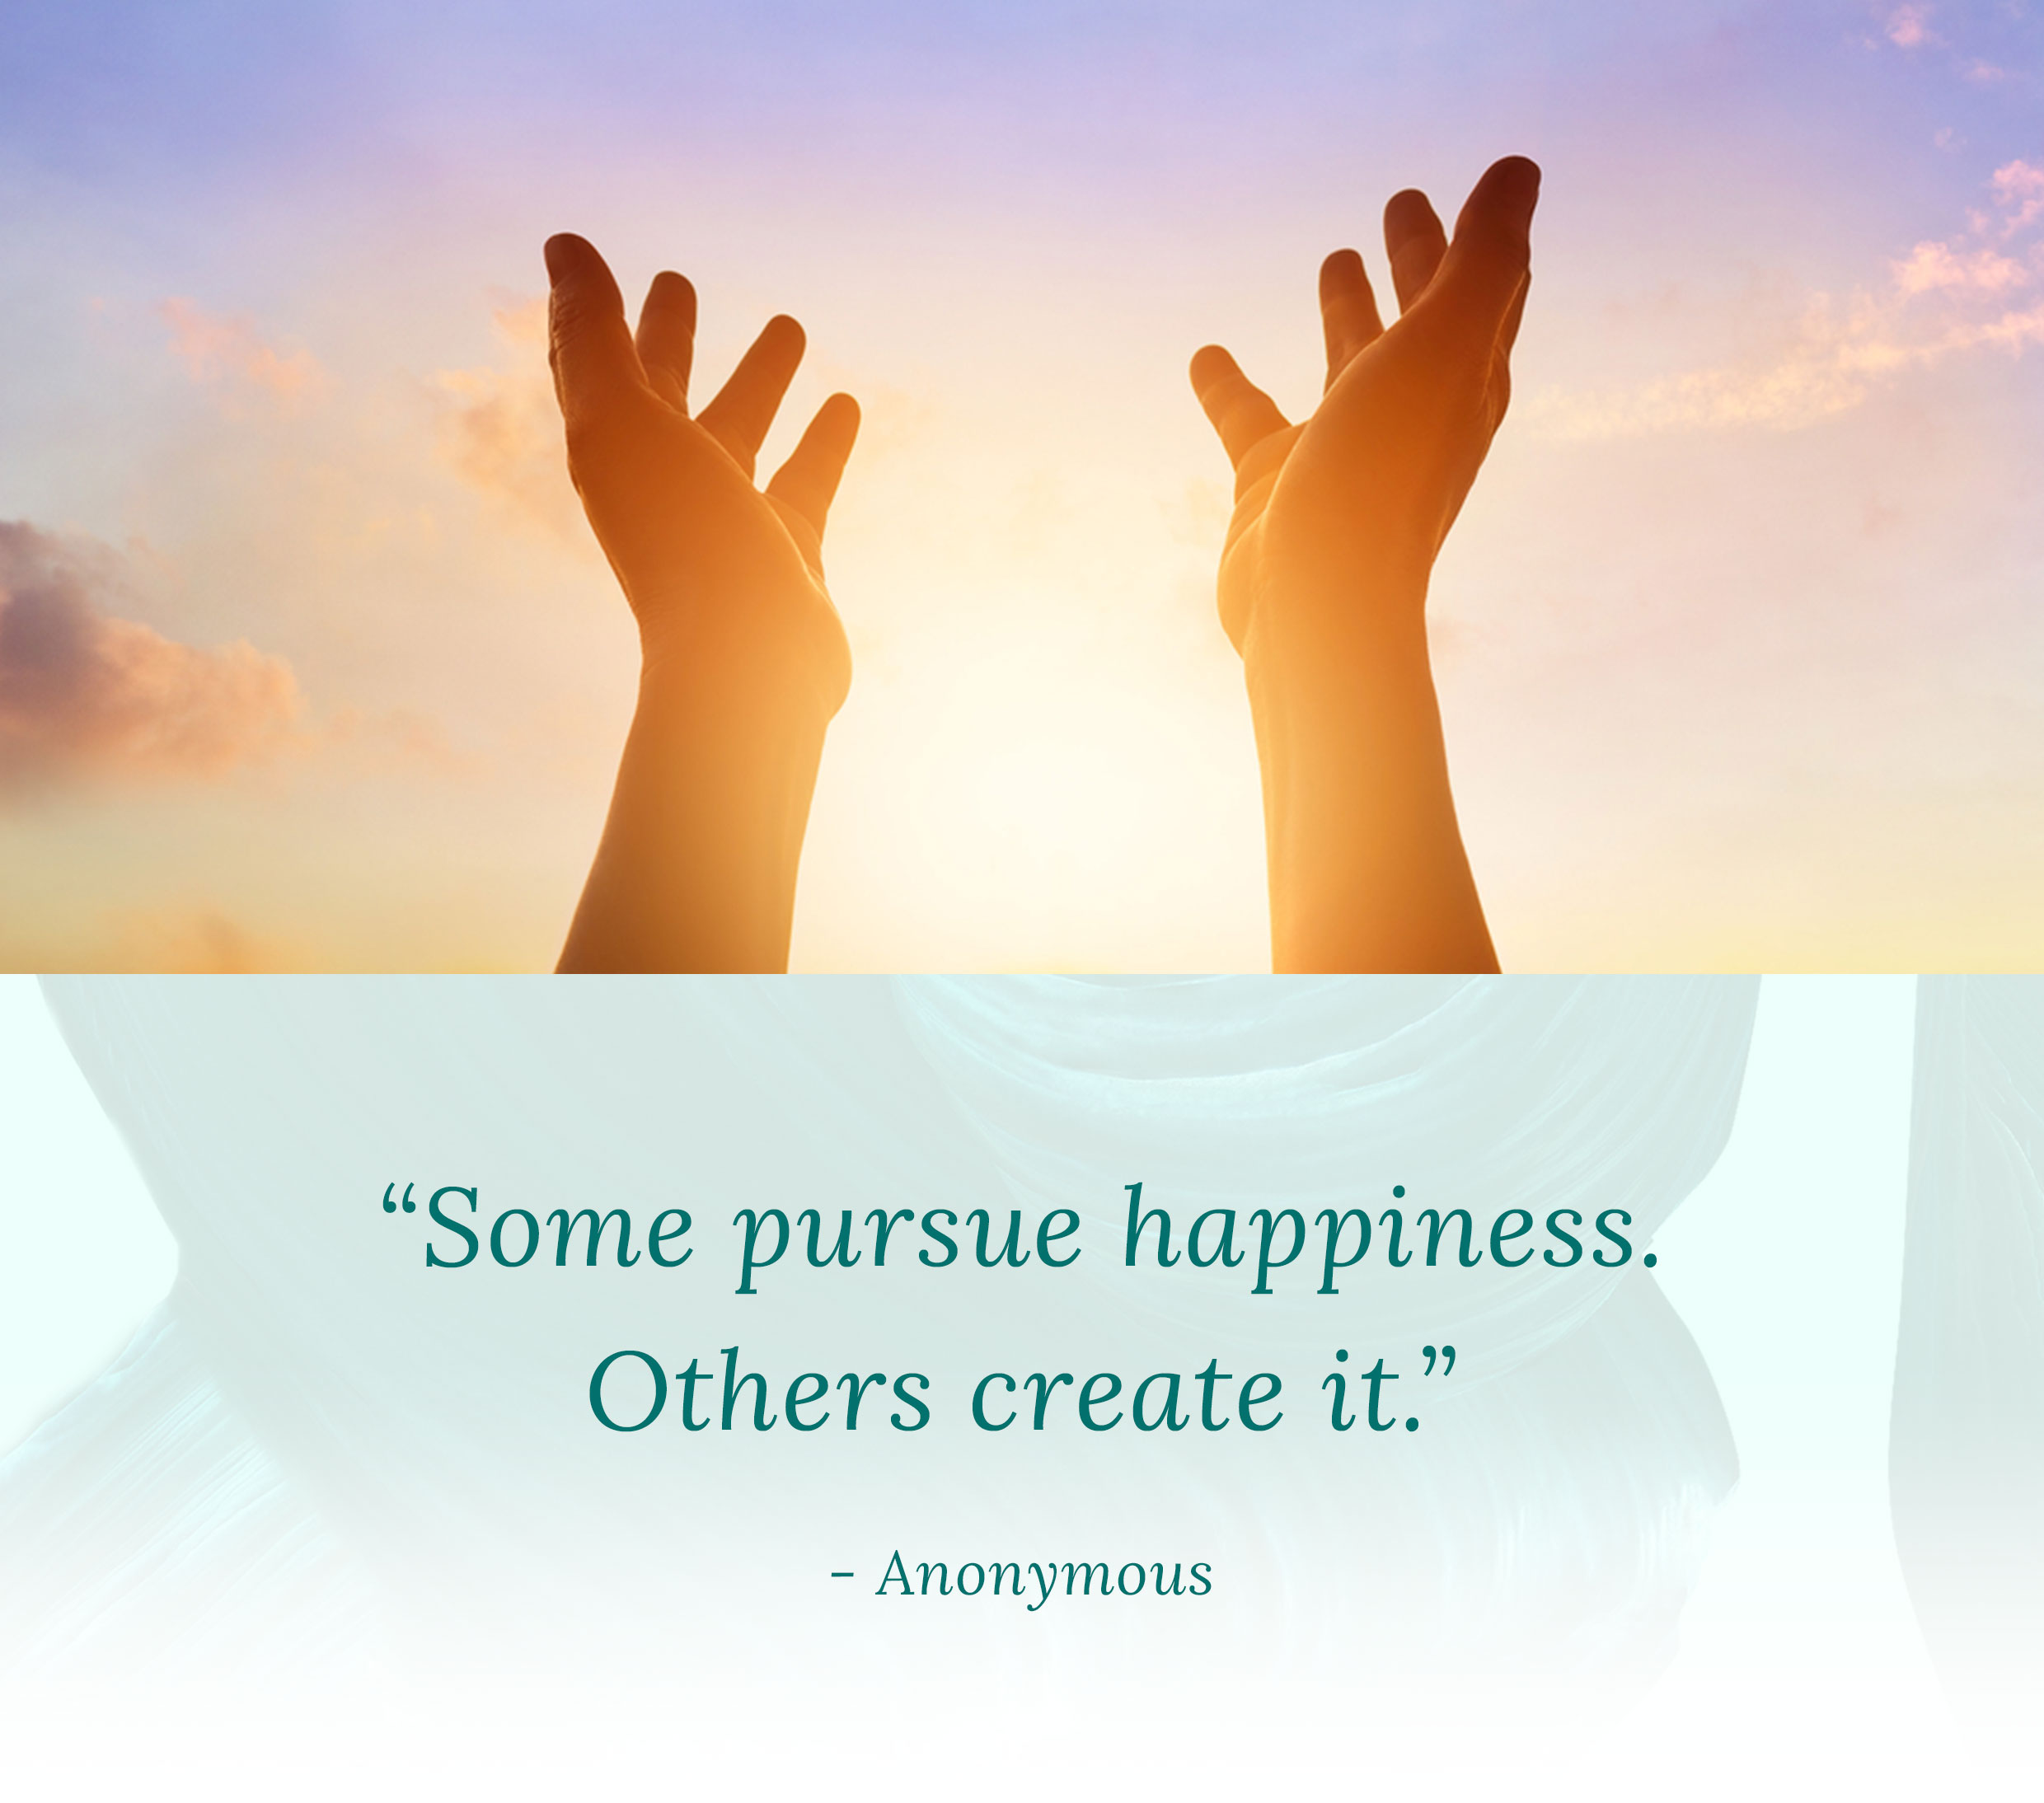 “Some pursue happiness.
Others create it.”
– Anonymous